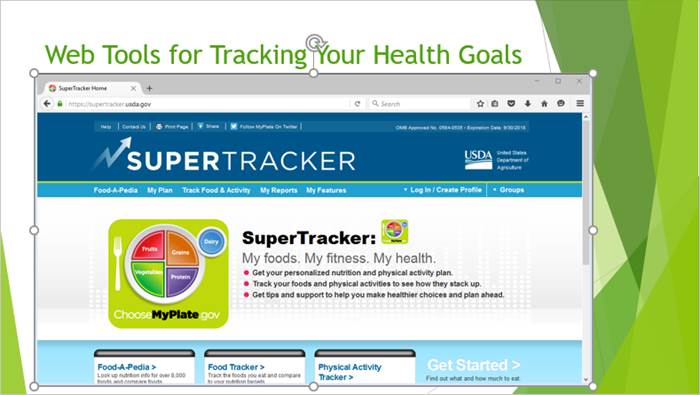 Web Tools for Tracking Your Health Goals
SuperTracker Home
https://supertracker.usda.gov
Search
Help Contact Us Print Page Share Follow MyPlate On Twitter
OMB Approval No. 0584-0535 - Expiration Date: 9/30/2018
SUPERTRACKER
USDA
United States
Department of
Agriculture
Food-A-Pedia My Plan Track Food & Activity My Reports My Features Log In / Create Profile Groups
Fruits
Grains
Dairy
Vegetables
Protein
ChooseMyPlate.gov
SuperTracker:
My foods. My fitness. My health.
Get your personalized nutrition and physical activity plan.
Track your foods and physical activities to see how they stack up.
Get tips and support to help you make healthier choices and plan ahead.
Food-A-Pedia >
Look up nutrition info for over 8,000
foods and compare foods.
Food Tracker >
Track the foods you eat and compare
to your nutrition targets.
Physical Activity
Tracker >
Get Started >
Find out what and how much to eat.